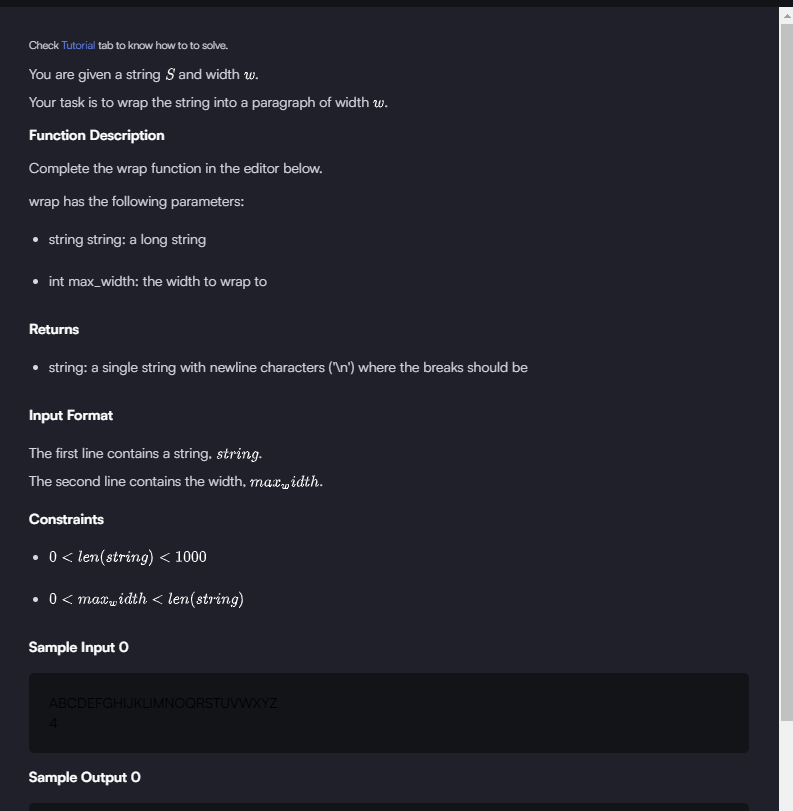 Check Tutorial tab to know how to to solve.
You are given a string S and width w.
Your task is to wrap the string into a paragraph of width w.
Function Description
Complete the wrap function in the editor below.
wrap has the following parameters:
• string string: a long string
• int max_width: the width to wrap to
Returns
• string: a single string with newline characters ('\n') where the breaks should be
Input Format
The first line contains a string, string.
The second line contains the width, max_width.
Constraints
• 0 < len(string) < 1000
• 0 < max_width < len(string)
Sample Input 0
ABCDEFGHIJKLIMNOQRSTUVWXYZ
4
Sample Output 0